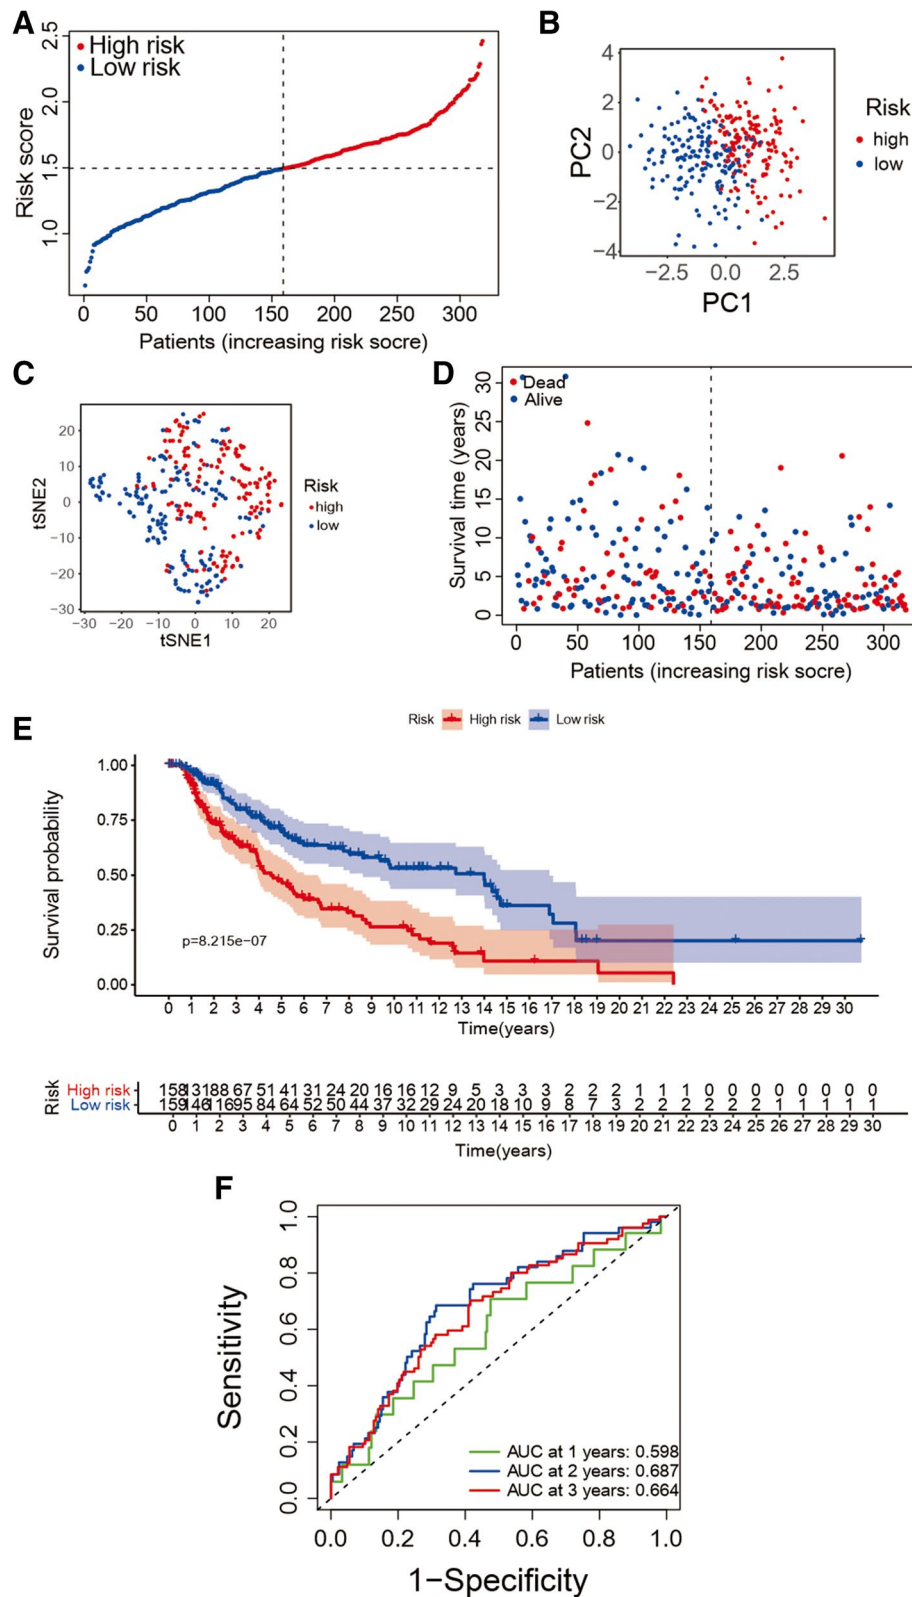 A
2.5
2.0
1.5
1.0
Risk score
High risk
Low risk
0 50 100 150 200 250 300
Patients (increasing risk socre)
B
4
2
0
−2
−4
PC2
−2.5 0.0 2.5
PC1
Risk
high
low
C
20
10
0
−10
−20
−30
tSNE2
−30 −20 −10 0 10 20
tSNE1
Risk
high
low
D
30
25
20
15
10
5
0
Survival time (years)
Dead
Alive
0 50 100 150 200 250 300
Patients (increasing risk socre)
E
Risk High risk Low risk
1.00
0.75
0.50
0.25
0.00
Survival probability
p=8.215e−07
0 1 2 3 4 5 6 7 8 9 10 11 12 13 14 15 16 17 18 19 20 21 22 23 24 25 26 27 28 29 30
Time(years)
Risk
High risk 158 131 88 67 51 41 31 24 20 16 16 12 9 5 3 3 3 2 2 2 1 1 1 0 0 0 0 0 0 0 0
Low risk 159 146 116 95 84 64 52 50 44 37 32 29 24 20 18 10 9 8 7 3 2 2 2 2 2 2 1 1 1 1 1
0 1 2 3 4 5 6 7 8 9 10 11 12 13 14 15 16 17 18 19 20 21 22 23 24 25 26 27 28 29 30
Time(years)
F
1.0
0.8
0.6
0.4
0.2
0.0
Sensitivity
AUC at 1 years: 0.598
AUC at 2 years: 0.687
AUC at 3 years: 0.664
0.0 0.2 0.4 0.6 0.8 1.0
1−Specificity